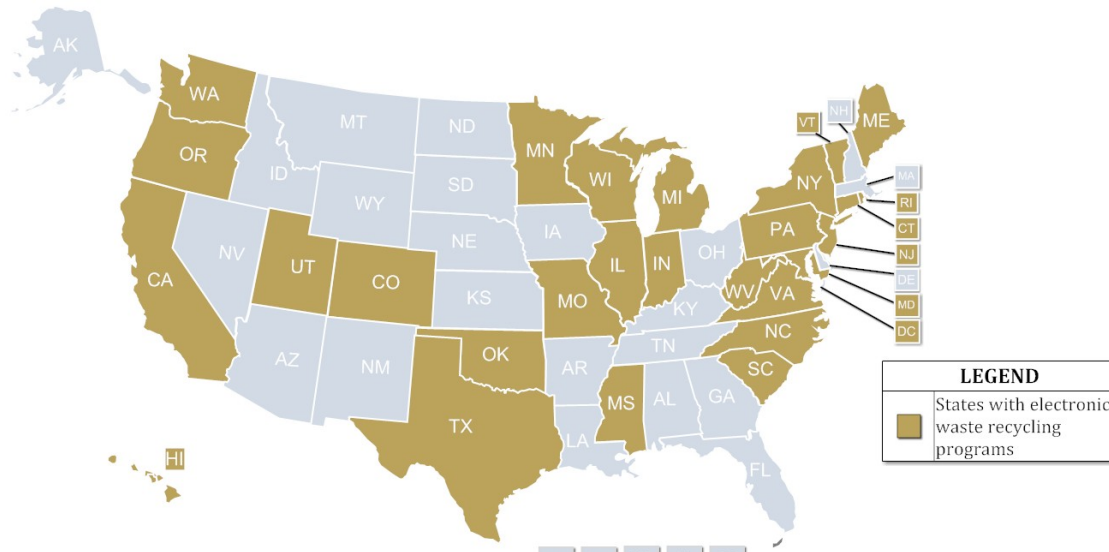 AK
WA
MT
ND
MN
VT
NH
ME
OR
ID
SD
WI
MI
NY
MA
WY
RI
IA
PA
CT
NV
NE
OH
NJ
CA
UT
CO
IL
IN
DE
KS
MO
WV
VA
MD
KY
DC
NC
TN
AZ
NM
OK
AR
SC
MS
AL
GA
TX
LA
FL
HI
LEGEND
States with electronic
waste recycling
programs